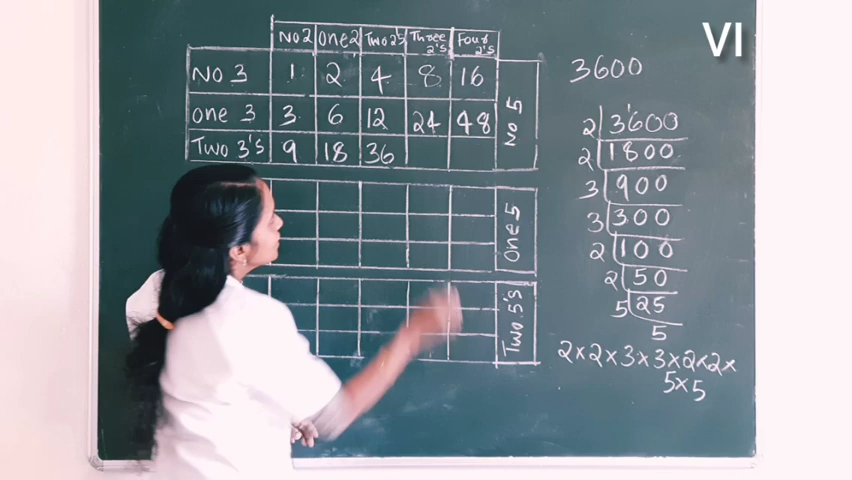 VI
No 2 One 2 Two 2's Three 2's Four 2's
No 3 1 2 4 8 16
one 3 3 6 12 24 48
Two 3's 9 18 36
No 5
One 5
Two 5's
3600
2 3600
2 1800
3 900
3 300
2 100
2 50
5 25
5
2×2×3×3×2×2×
5×5